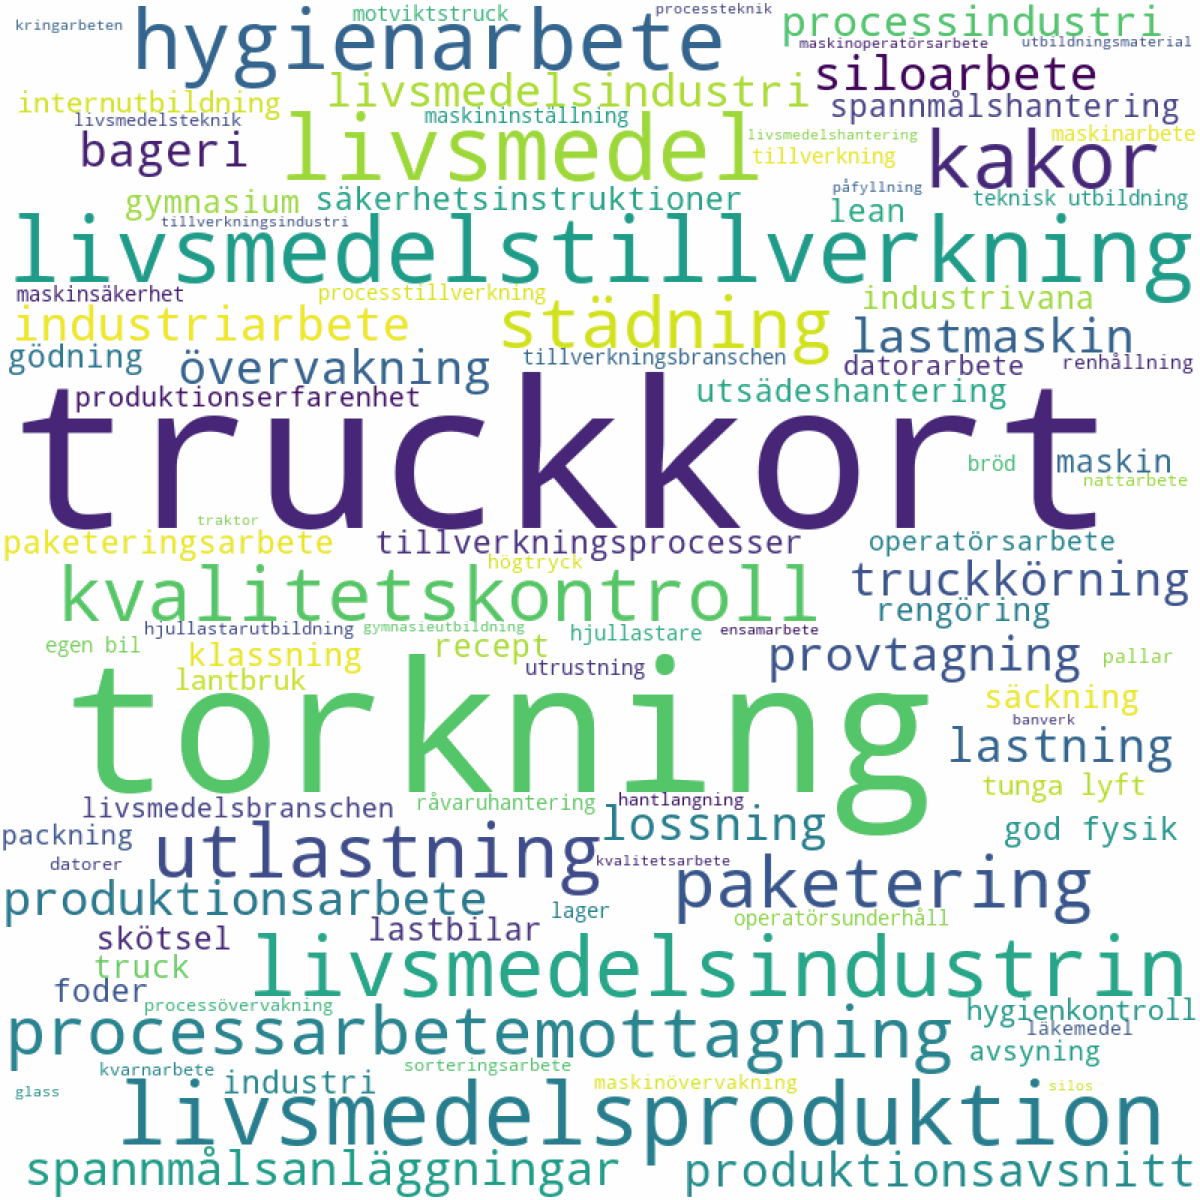 kringarbeten
motviktstruck
processteknik
hygienarbete
processindustri
maskinoperatörsarbete
utbildningsmaterial
siloarbete
internutbildning
livsmedelsindustri
spannmålshantering
livsmedelsteknik
maskininställning
livsmedel
livsmedelshantering
maskinarbete
bageri
tillverkning
kakor
gymnasium
säkerhetsinstruktioner
påfyllning
teknisk utbildning
lean
tillverkningsindustri
livsmedelstillverkning
maskinsäkerhet
processtillverkning
industrivana
industriarbete
städning
lastmaskin
gödning
övervakning
tillverkningsbranschen
datorarbete
renhållning
produktionserfarenhet
utsädeshantering
truckkort
bröd
maskin
nattarbete
traktor
paketeringsarbete
tillverkningsprocesser
operatörsarbete
högtryck
kvalitetskontroll
truckkörning
rengöring
hjullastarutbildning
gymnasieutbildning
hjullastare
ensamarbete
egen bil
klassning
recept
utrustning
provtagning
pallar
lantbruk
torkning
säckning
banverk
lastning
tunga lyft
livsmedelsbranschen
råvaruhantering
hantlangning
packning
utlastning
lossning
god fysik
datorer
kvalitetsarbete
paketering
produktionsarbete
lager
operatörsunderhåll
skötsel
lastbilar
truck
livsmedelsindustrin
foder
processövervakning
hygienkontroll
processarbete
mottagning
läkemedel
avsyning
kvarnarbete
industri
sorteringsarbete
maskinövervakning
silos
glass
livsmedelsproduktion
spannmålsanläggningar
produktionsavsnitt